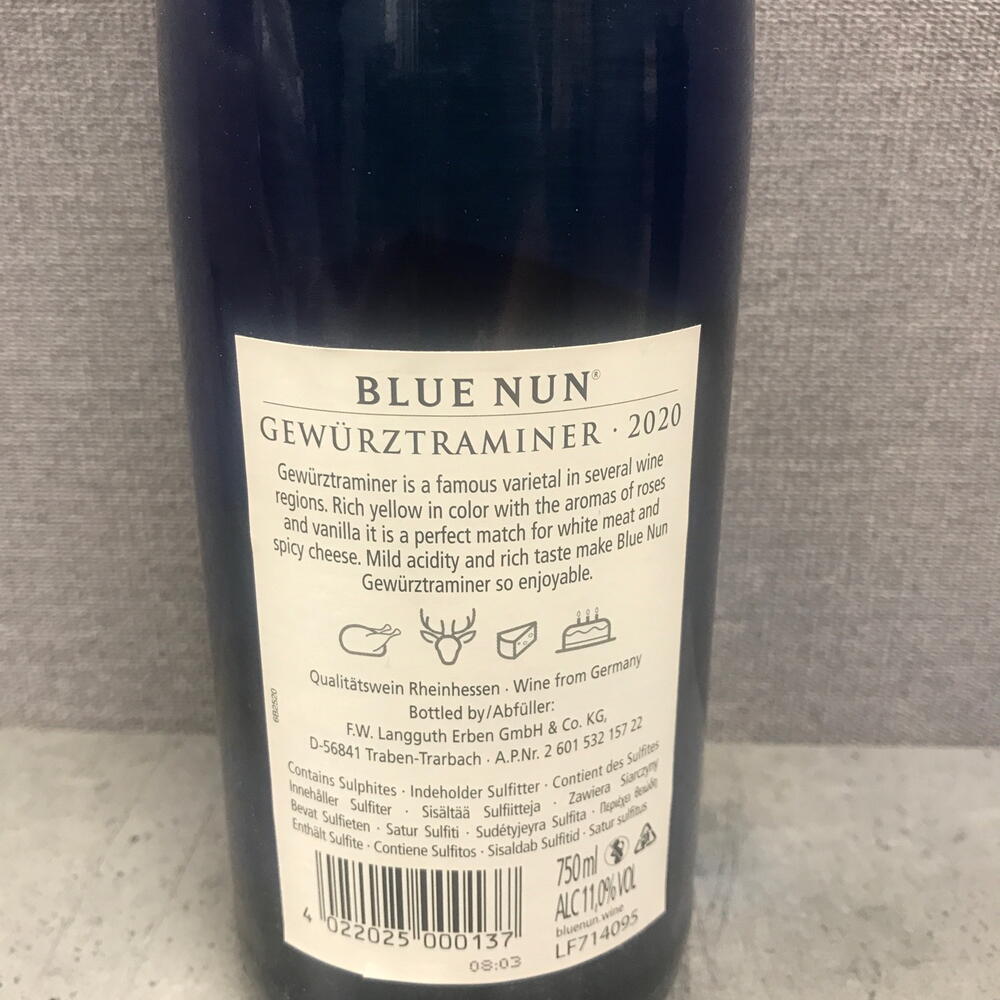 BLUE NUN®
GEWÜRZTRAMINER · 2020
Gewürztraminer is a famous varietal in several wine
regions. Rich yellow in color with the aromas of roses
and vanilla it is a perfect match for white meat and
spicy cheese. Mild acidity and rich taste make Blue Nun
Gewürztraminer so enjoyable.
Qualitätswein Rheinhessen · Wine from Germany
Bottled by/Abfüller:
F.W. Langguth Erben GmbH & Co. KG,
D-56841 Traben-Trarbach · A.P.Nr. 2 601 532 157 22
Contains Sulphites · Indeholder Sulfitter · Contient des Sulfites
Innehåller Sulfiter · Sisältää Sulfiitteja · Zawiera Siarczyny
Bevat Sulfieten · Satur Sulfiti · Sudėtyjeyra Sulfita · Περιέχει θειώδη
Enthält Sulfite · Contiene Sulfitos · Sisaldab Sulfitid · Satur sulfitus
750ml
ALC 11,0% VOL
bluenun.wine
LF714095
4 022025 000137
08:03